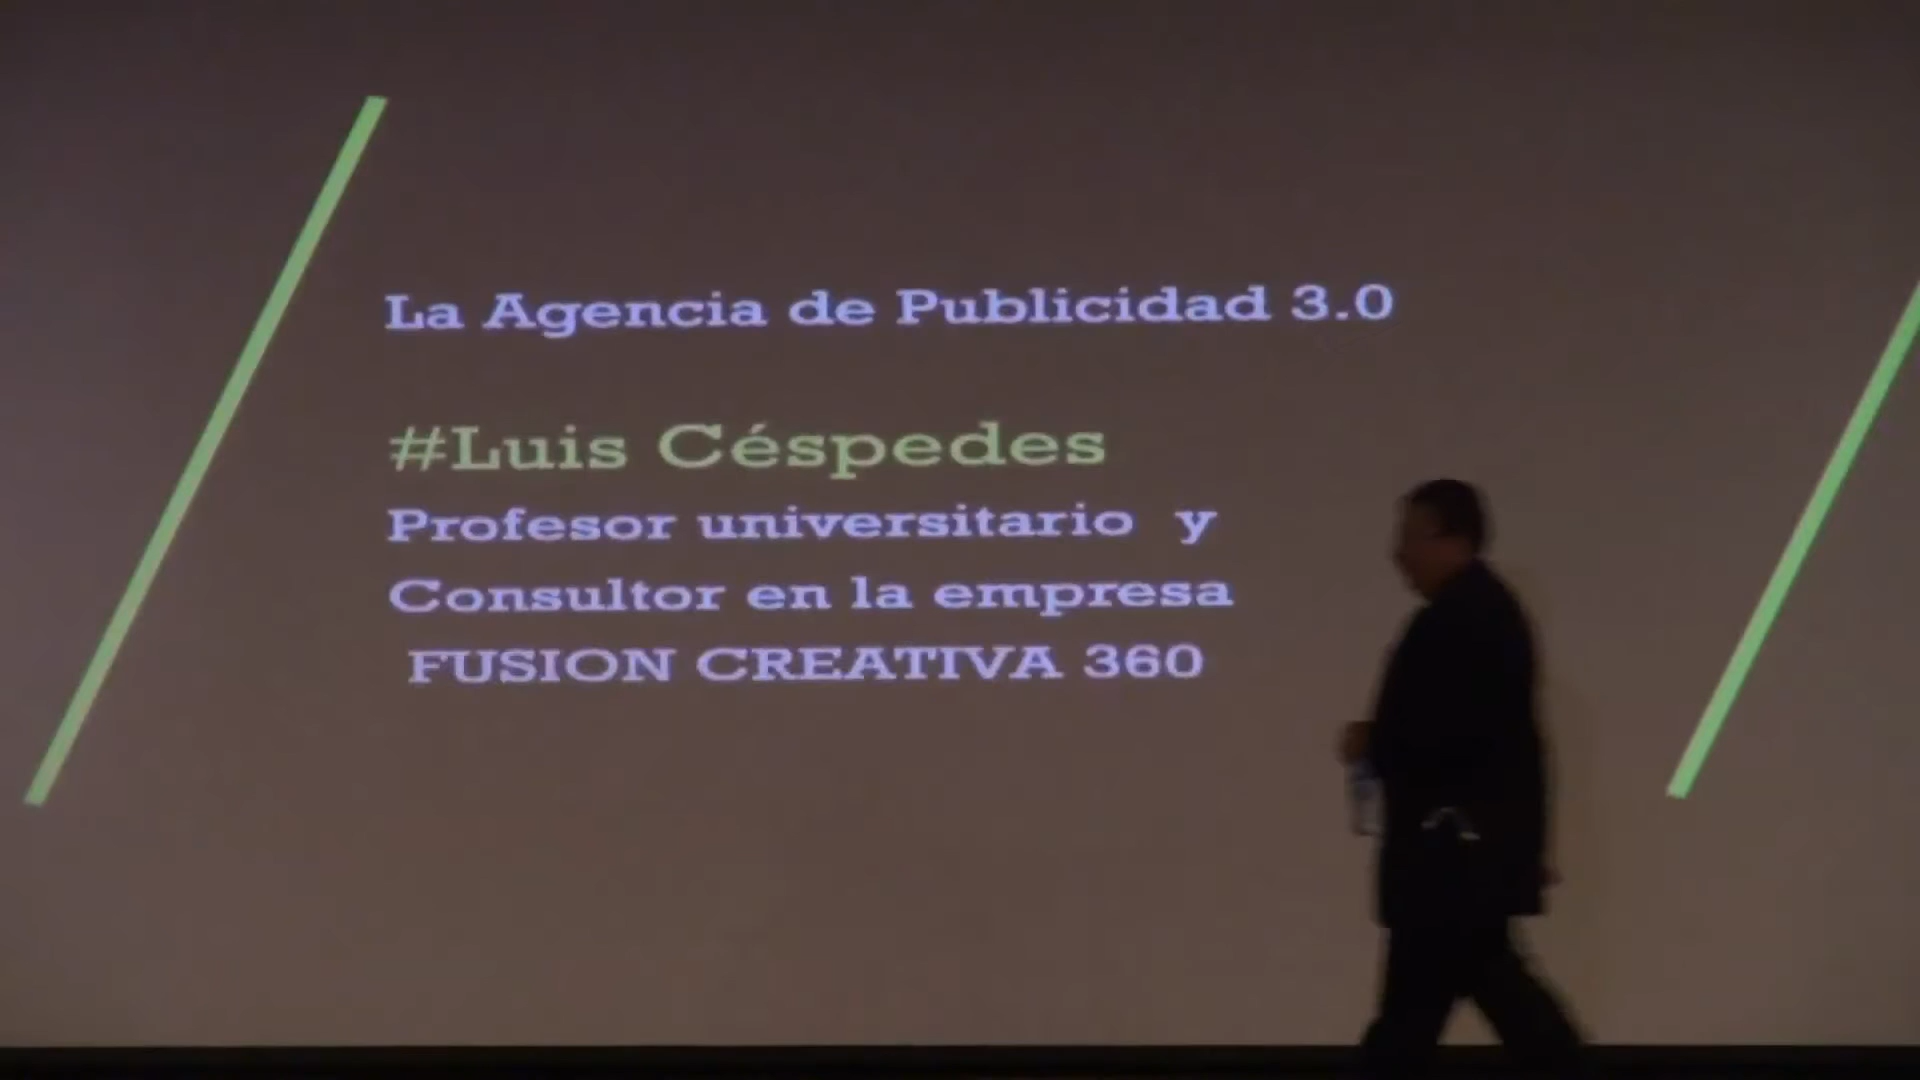 La Agencia de Publicidad 3.0
#Luis Céspedes
Profesor universitario y
Consultor en la empresa
FUSION CREATIVA 360